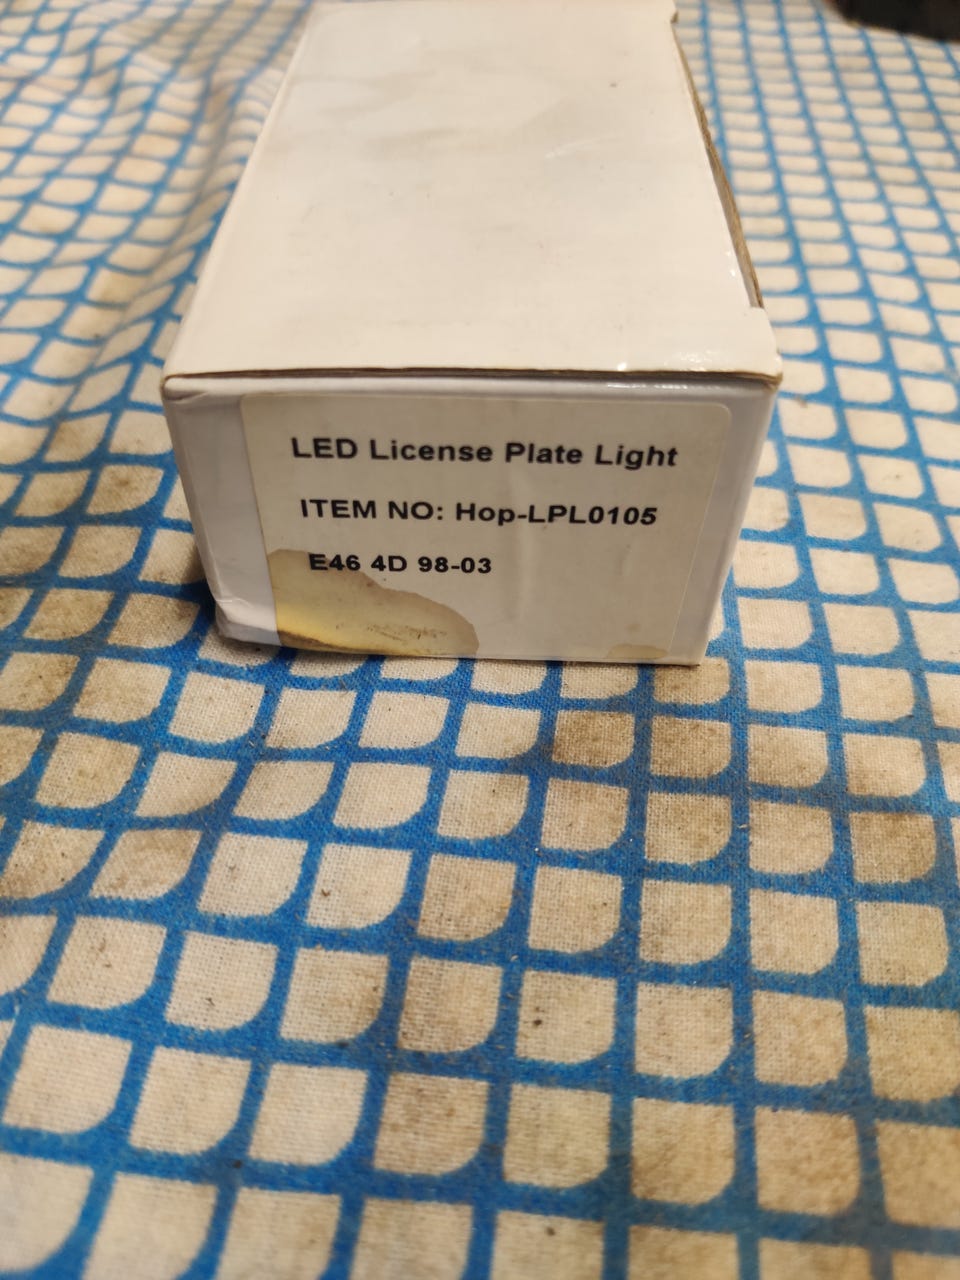 LED License Plate Light
ITEM NO: Hop-LPL0105
E46 4D 98-03